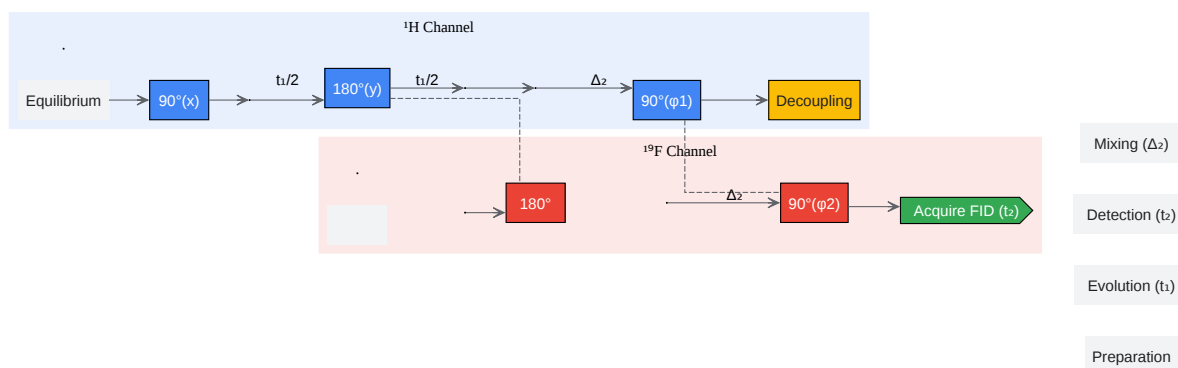 ¹H Channel
Equilibrium
90°(x)
t₁/2
180°(y)
t₁/2
Δ₂
90°(φ1)
Decoupling
¹⁹F Channel
180°
Δ₂
90°(φ2)
Acquire FID (t₂)
Mixing (Δ₂)
Detection (t₂)
Evolution (t₁)
Preparation